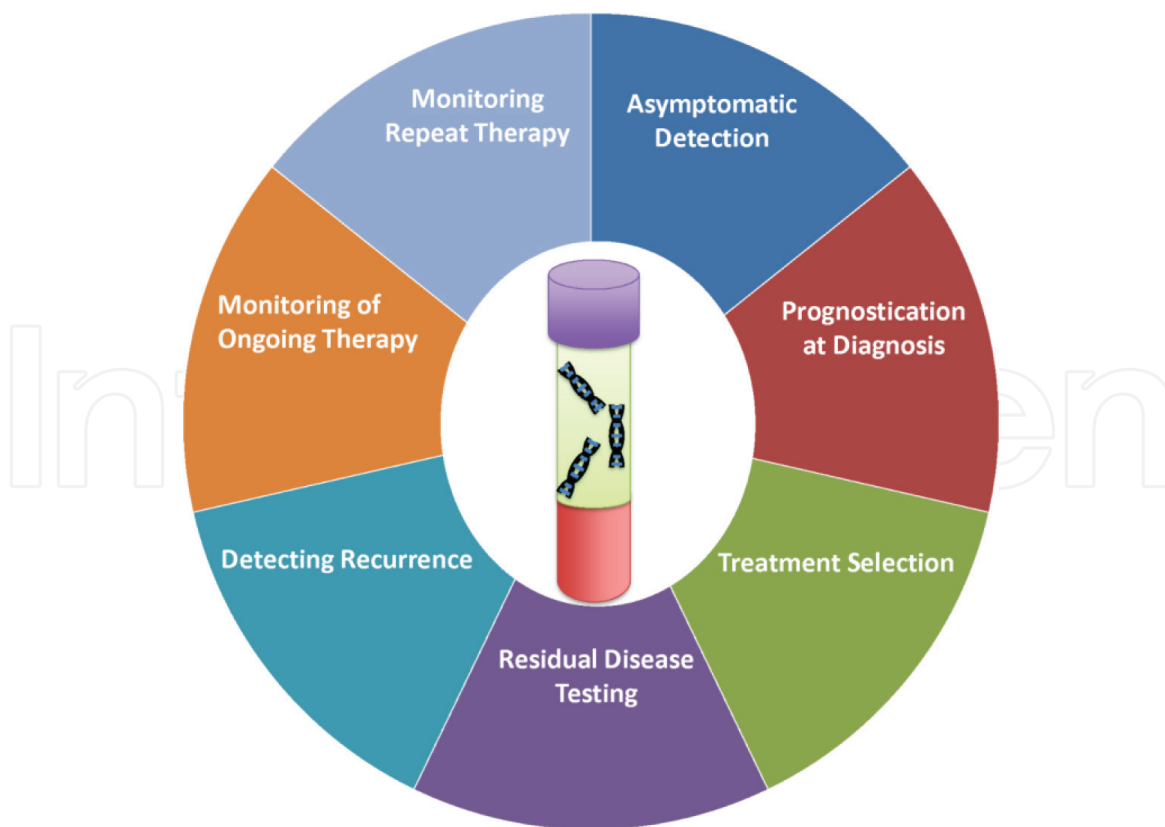 Monitoring
Repeat Therapy
Asymptomatic
Detection
Prognostication
at Diagnosis
Treatment Selection
Residual Disease
Testing
Detecting Recurrence
Monitoring of
Ongoing Therapy